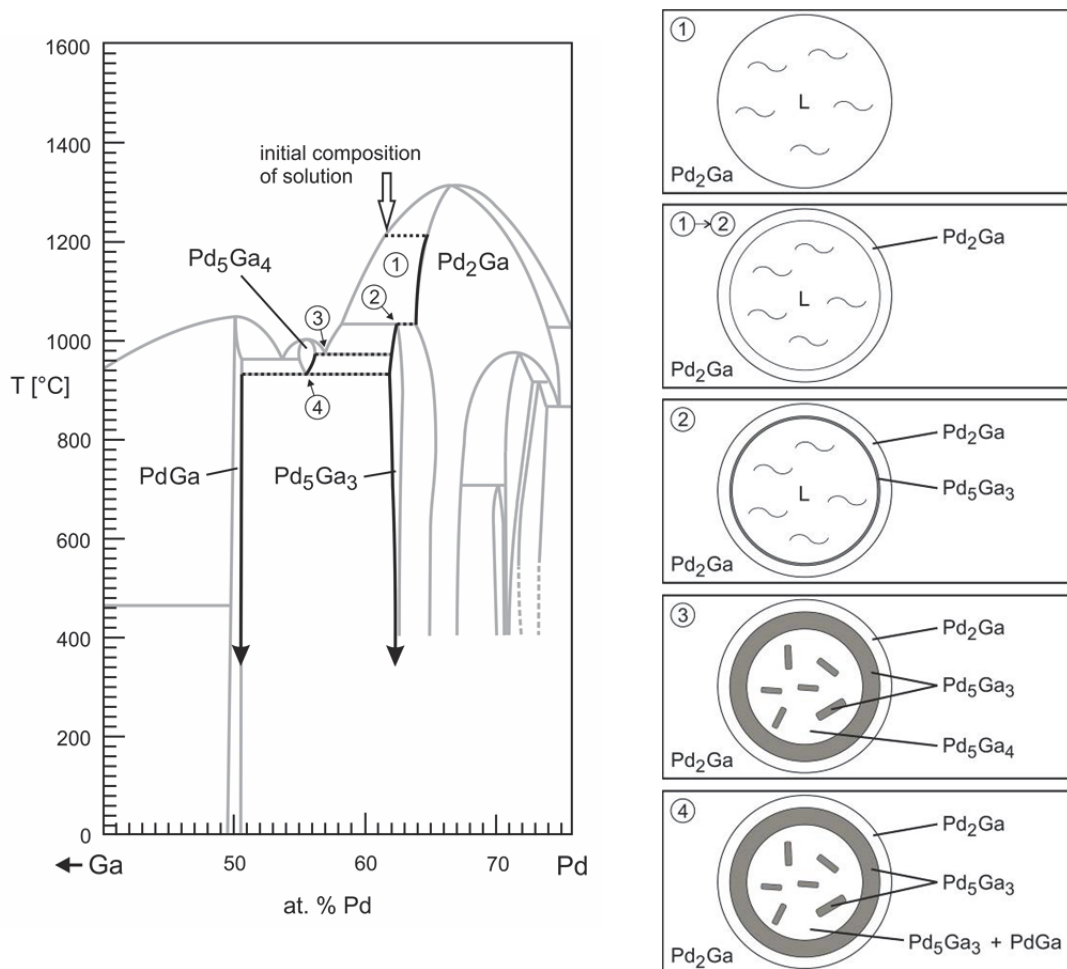 1600
1400
1200
1000
T [°C]
800
600
400
200
0
initial composition
of solution
Pd₅Ga₄
①
Pd₂Ga
②
③
④
PdGa
Pd₅Ga₃
← Ga
50
60
70
Pd
at. % Pd
①
L
Pd₂Ga
①→②
Pd₂Ga
L
Pd₂Ga
②
Pd₂Ga
Pd₅Ga₃
L
Pd₂Ga
③
Pd₂Ga
Pd₅Ga₃
Pd₅Ga₄
Pd₂Ga
④
Pd₂Ga
Pd₅Ga₃
Pd₅Ga₃ + PdGa
Pd₂Ga